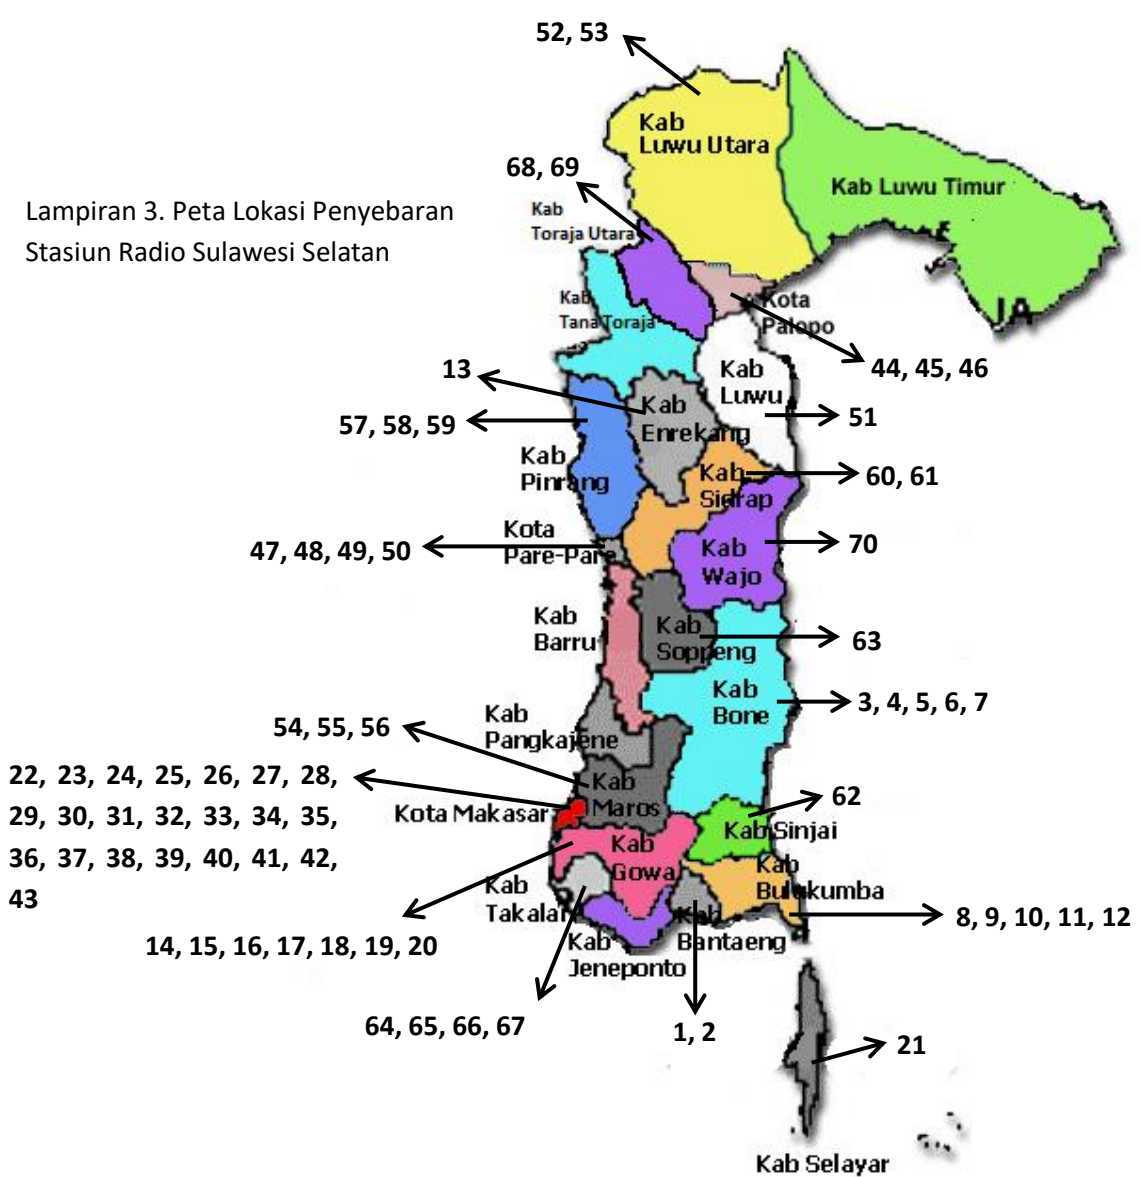 52, 53
Kab
Luwu Utara
68, 69
Kab Luwu Timur
Lampiran 3. Peta Lokasi Penyebaran
Stasiun Radio Sulawesi Selatan
Kab
Toraja Utara
Kab
Tana Toraja
IA
Kota
Palopo
44, 45, 46
13
Kab
Luwu
57, 58, 59
Kab
Enrekang
51
Kab
Pinrang
Kab
Sidrap
60, 61
47, 48, 49, 50
Kota
Pare-Pare
Kab
Wajo
70
Kab
Barru
Kab
Soppeng
63
Kab
Bone
3, 4, 5, 6, 7
54, 55, 56
Kab
Pangkajene
22, 23, 24, 25, 26, 27, 28,
29, 30, 31, 32, 33, 34, 35,
36, 37, 38, 39, 40, 41, 42,
43
Kab
Maros
Kota Makasar
62
Kab Sinjai
Kab
Gowa
Kab
Bulukumba
Kab
Takalar
8, 9, 10, 11, 12
14, 15, 16, 17, 18, 19, 20
Kab
Jeneponto
Kab
Bantaeng
64, 65, 66, 67
1, 2
21
Kab Selayar